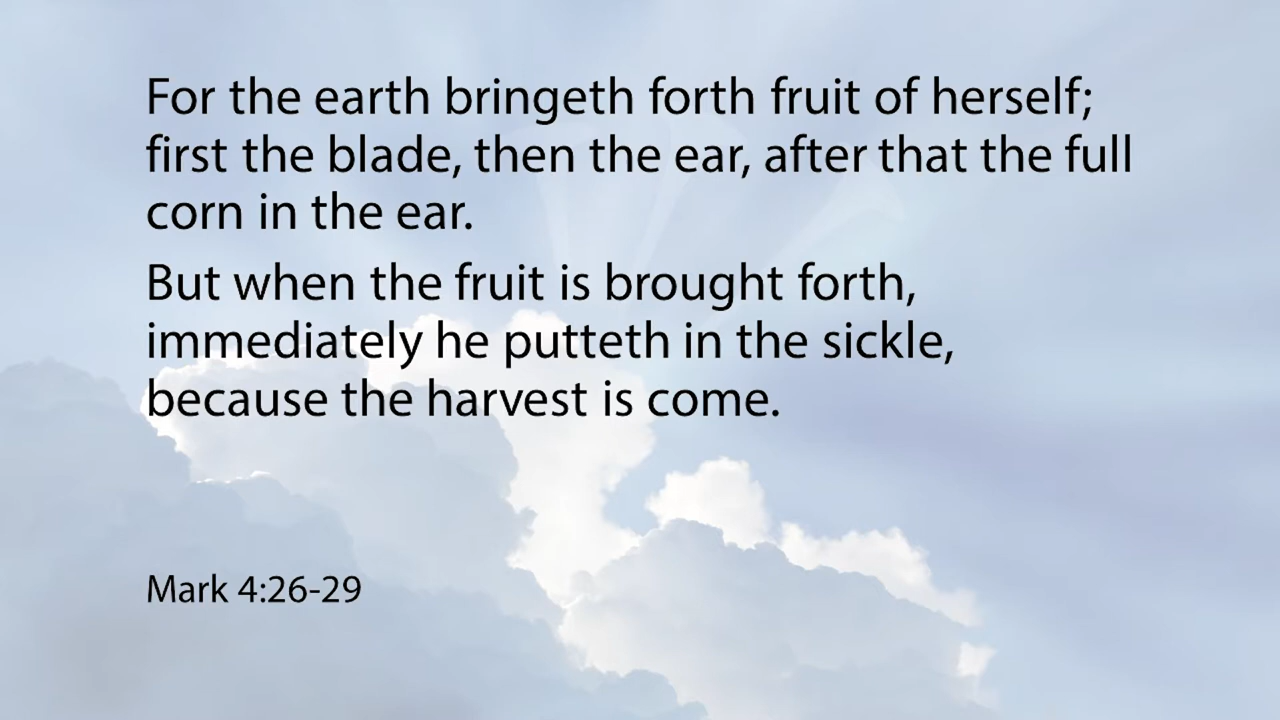 For the earth bringeth forth fruit of herself;
first the blade, then the ear, after that the full
corn in the ear.
But when the fruit is brought forth,
immediately he putteth in the sickle,
because the harvest is come.
Mark 4:26-29